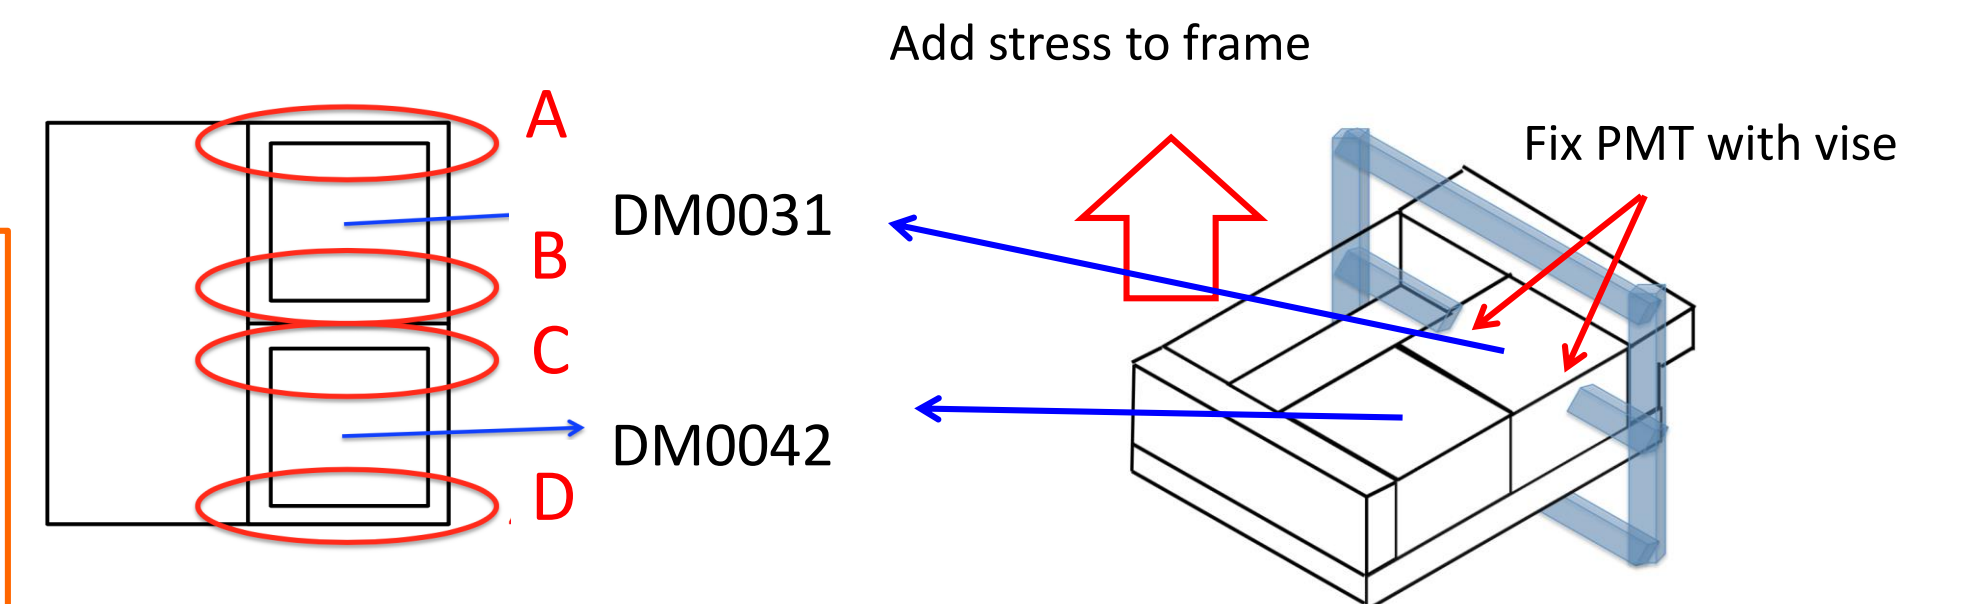 Add stress to frame
A
Fix PMT with vise
DM0031
B
C
DM0042
D